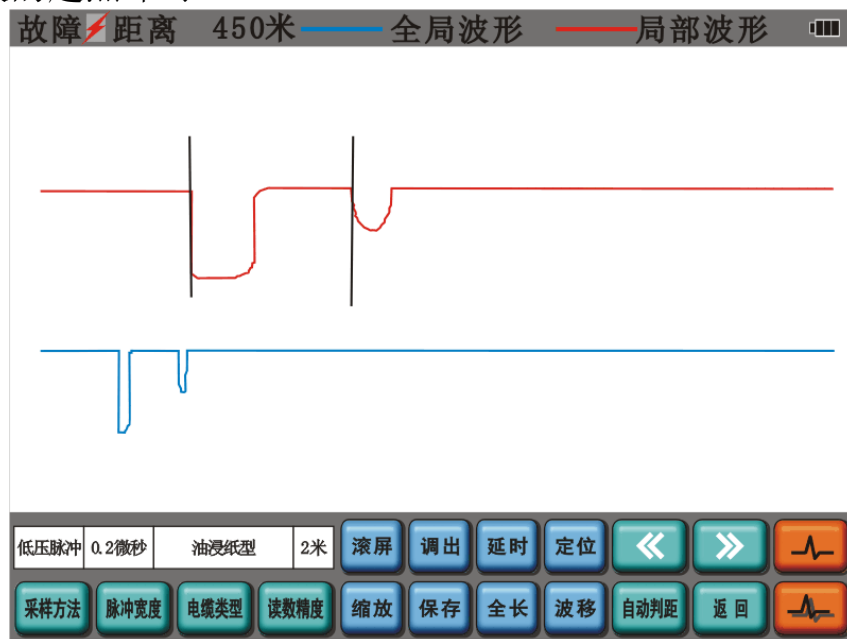 故障距离 450米 全局波形 局部波形
低压脉冲 0.2微秒 油浸纸型 2米 滚屏 调出 延时 定位
采样方法 脉冲宽度 电缆类型 读数精度 缩放 保存 全长 波移 自动判距 返回